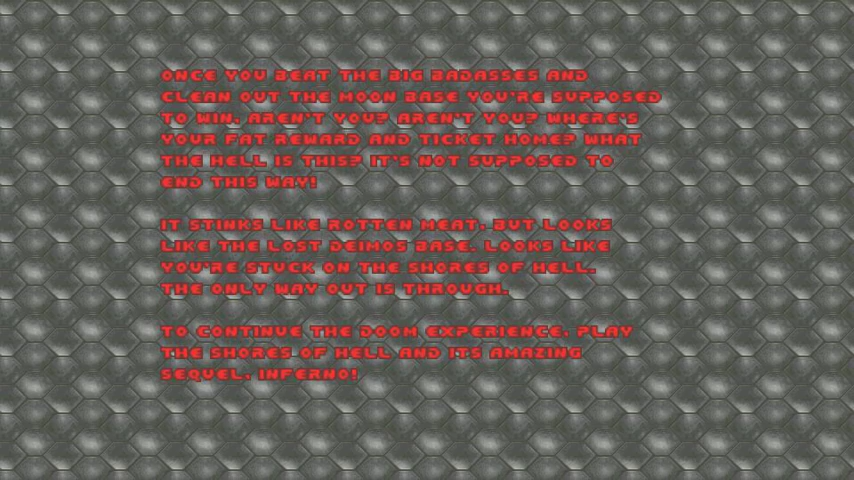 ONCE YOU BEAT THE BIG BADASSES AND
CLEAN OUT THE MOON BASE YOU'RE SUPPOSED
TO WIN, AREN'T YOU? AREN'T YOU? WHERE'S
YOUR FAT REWARD AND TICKET HOME? WHAT
THE HELL IS THIS? IT'S NOT SUPPOSED TO
END THIS WAY!

IT STINKS LIKE ROTTEN MEAT, BUT LOOKS
LIKE THE LOST DEIMOS BASE. LOOKS LIKE
YOU'RE STUCK ON THE SHORES OF HELL.
THE ONLY WAY OUT IS THROUGH.

TO CONTINUE THE DOOM EXPERIENCE, PLAY
THE SHORES OF HELL AND ITS AMAZING
SEQUEL, INFERNO!